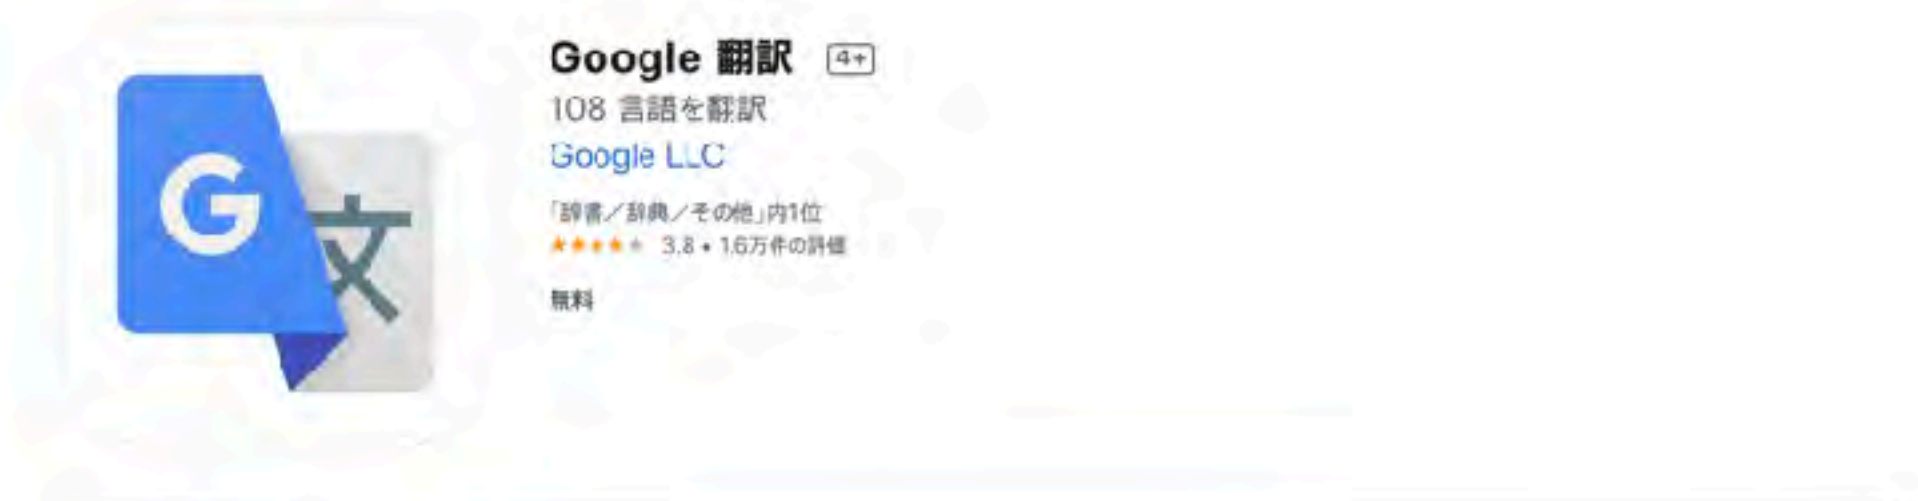 G 文
Google 翻訳 4+
108 言語を翻訳
Google LLC
「辞書/辞典/その他」内1位
★★★★★ 3.8 • 1.6万件の評価
無料